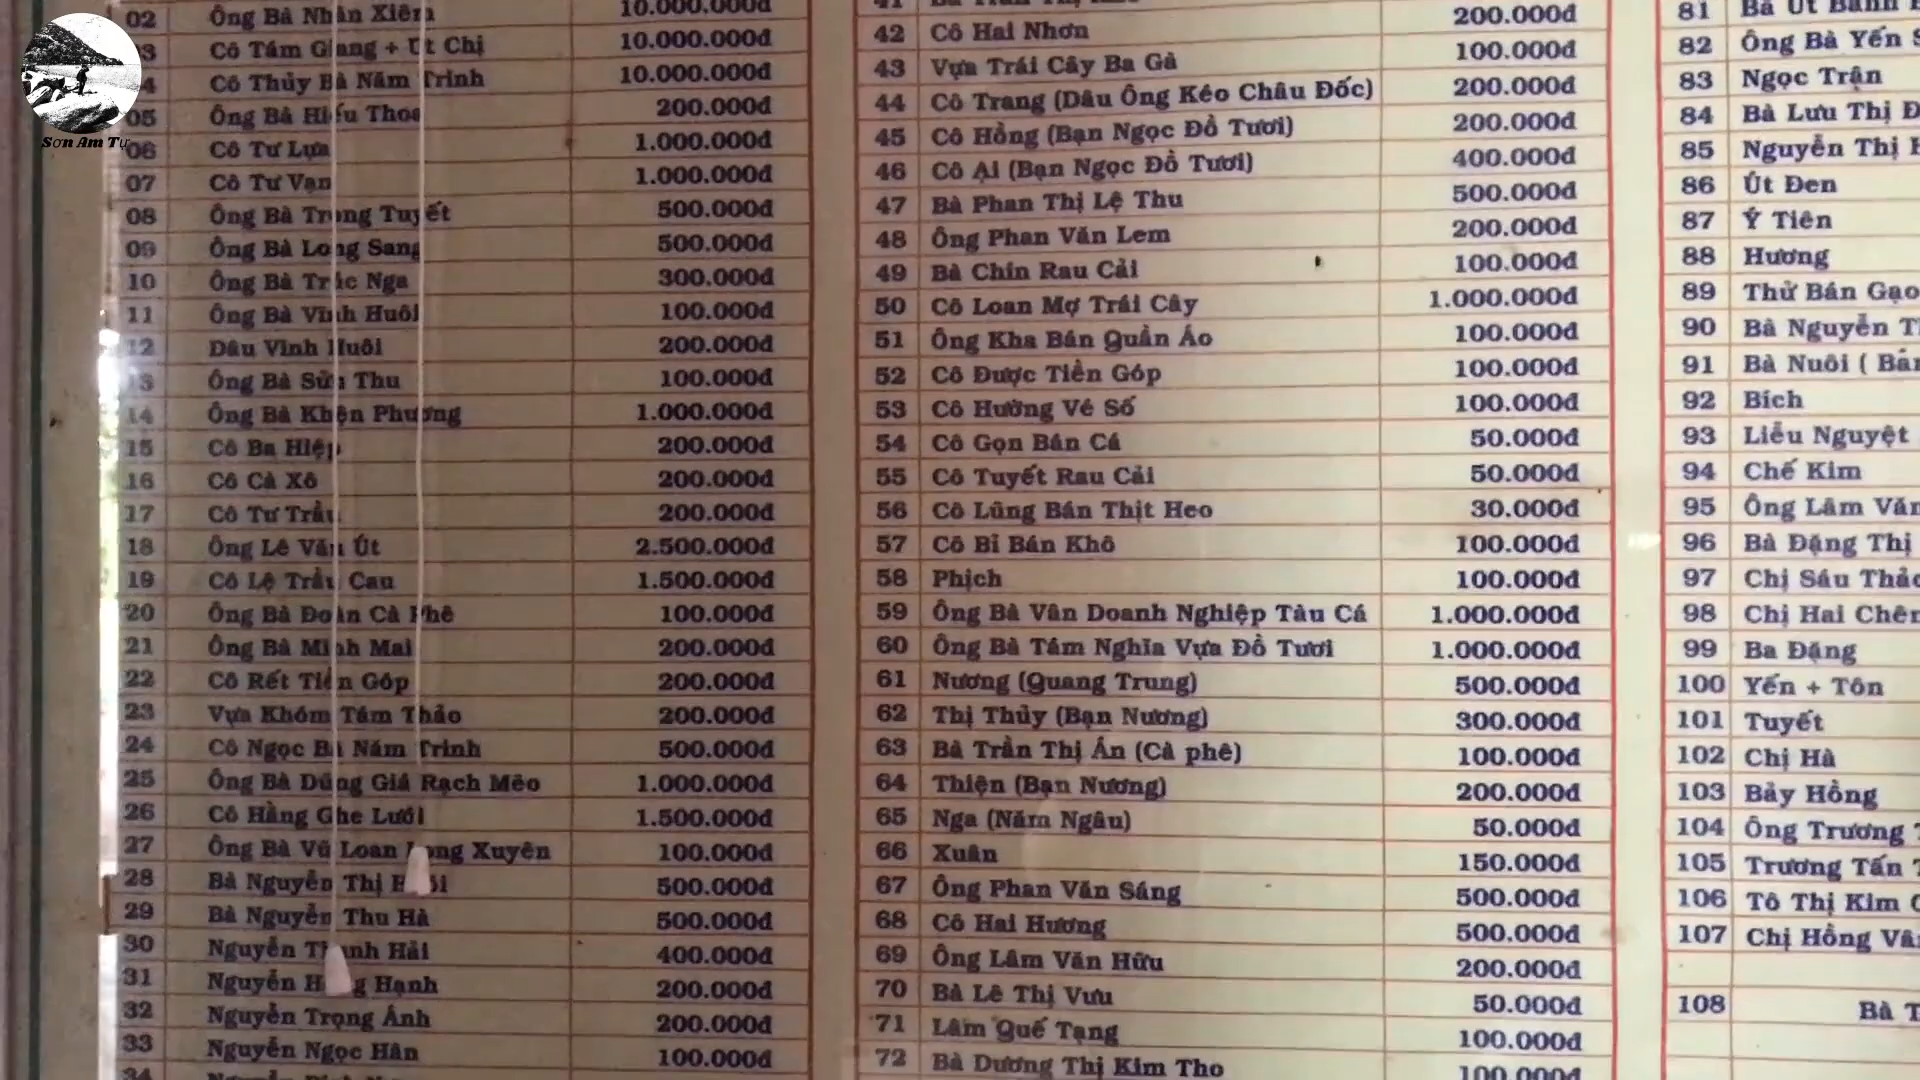 Sơn Am Tự
02 Ông Bà Nhân Xiêm 10.000.000đ
03 Cô Tám Giang + Út Chị 10.000.000đ
04 Cô Thủy Bà Năm Trinh 10.000.000đ
05 Ông Bà Hiếu Thoa 200.000đ
06 Cô Tư Lựa 1.000.000đ
07 Cô Tư Vạn 1.000.000đ
08 Ông Bà Trọng Tuyết 500.000đ
09 Ông Bà Long Sang 500.000đ
10 Ông Bà Trúc Nga 300.000đ
11 Ông Bà Vĩnh Huôi 100.000đ
12 Dâu Vĩnh Huôi 200.000đ
13 Ông Bà Sửu Thu 100.000đ
14 Ông Bà Khện Phương 1.000.000đ
15 Cô Ba Hiệp 200.000đ
16 Cô Cà Xô 200.000đ
17 Cô Tư Trầu 200.000đ
18 Ông Lê Văn Út 2.500.000đ
19 Cô Lệ Trầu Cau 1.500.000đ
20 Ông Bà Đoàn Cà Phê 100.000đ
21 Ông Bà Minh Mai 200.000đ
22 Cô Rết Tiền Góp 200.000đ
23 Vựa Khóm Tám Thảo 200.000đ
24 Cô Ngọc Bà Năm Trinh 500.000đ
25 Ông Bà Dũng Giá Rạch Mẽo 1.000.000đ
26 Cô Hằng Ghe Lưới 1.500.000đ
27 Ông Bà Vũ Loan Long Xuyên 100.000đ
28 Bà Nguyễn Thị 500.000đ
29 Bà Nguyễn Thu Hà 500.000đ
30 Nguyễn Thanh Hải 400.000đ
31 Nguyễn Hạnh 200.000đ
32 Nguyễn Trọng Ánh 200.000đ
33 Nguyễn Ngọc Hân 100.000đ
34
41 200.000đ
42 Cô Hai Nhơn 100.000đ
43 Vựa Trái Cây Ba Gà 200.000đ
44 Cô Trang (Dâu Ông Kéo Châu Đốc) 200.000đ
45 Cô Hồng (Bạn Ngọc Đồ Tươi) 400.000đ
46 Cô Ái (Bạn Ngọc Đồ Tươi) 500.000đ
47 Bà Phan Thị Lệ Thu 200.000đ
48 Ông Phan Văn Lem 100.000đ
49 Bà Chín Rau Cải 1.000.000đ
50 Cô Loan Mợ Trái Cây 100.000đ
51 Ông Kha Bán Quần Áo 100.000đ
52 Cô Được Tiền Góp 100.000đ
53 Cô Hường Vé Số 50.000đ
54 Cô Gọn Bán Cá 50.000đ
55 Cô Tuyết Rau Cải 30.000đ
56 Cô Lũng Bán Thịt Heo 100.000đ
57 Cô Bi Bán Khô 100.000đ
58 Phịch
59 Ông Bà Vân Doanh Nghiệp Tàu Cá 1.000.000đ
60 Ông Bà Tám Nghĩa Vựa Đồ Tươi 1.000.000đ
61 Nương (Quang Trung) 500.000đ
62 Thị Thủy (Bạn Nương) 300.000đ
63 Bà Trần Thị Ấn (Cà phê) 100.000đ
64 Thiện (Bạn Nương) 200.000đ
65 Nga (Năm Ngâu) 50.000đ
66 Xuân 150.000đ
67 Ông Phan Văn Sáng 500.000đ
68 Cô Hai Hương 500.000đ
69 Ông Lâm Văn Hữu 200.000đ
70 Bà Lê Thị Vưu 50.000đ
71 Lâm Quế Tạng 100.000đ
72 Bà Dương Thị Kim Tho 100.000đ
81 Bà Út Bánh
82 Ông Bà Yến
83 Ngọc Trận
84 Bà Lưu Thị
85 Nguyễn Thị
86 Út Đen
87 Ý Tiên
88 Hương
89 Thử Bán Gạo
90 Bà Nguyễn
91 Bà Nuôi (
92 Bích
93 Liễu Nguyệt
94 Chế Kim
95 Ông Lâm Văn
96 Bà Đặng Thị
97 Chị Sáu Thảo
98 Chị Hai
99 Ba Đặng
100 Yến + Tôn
101 Tuyết
102 Chị Hà
103 Bảy Hồng
104 Ông Trương
105 Trương Tấn
106 Tô Thị Kim
107 Chị Hồng Vân
108 Bà